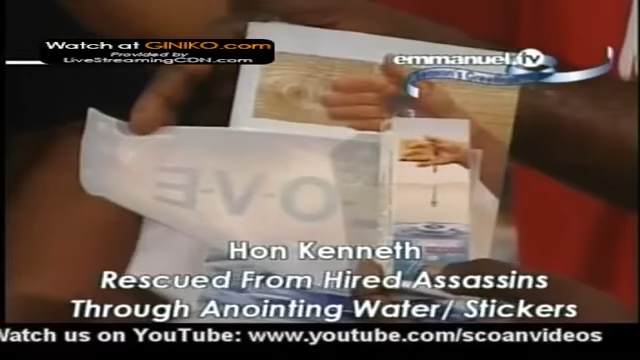 Watch at GINIKO.com
Provided by
LiveStreamingCDN.com
emmanuel.tv
E-V-O
Hon Kenneth
Rescued From Hired Assassins
Through Anointing Water/ Stickers
Watch us on YouTube: www.youtube.com/scoanvideos